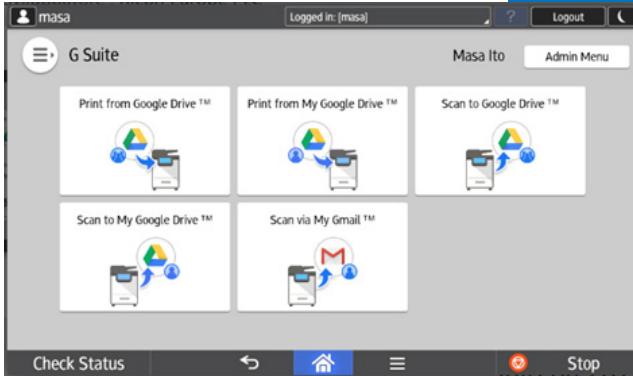 masa
Logged in: [masa]
?
Logout
G Suite
Masa Ito
Admin Menu
Print from Google Drive ™
Print from My Google Drive ™
Scan to Google Drive ™
Scan to My Google Drive ™
Scan via My Gmail ™
Check Status
Stop